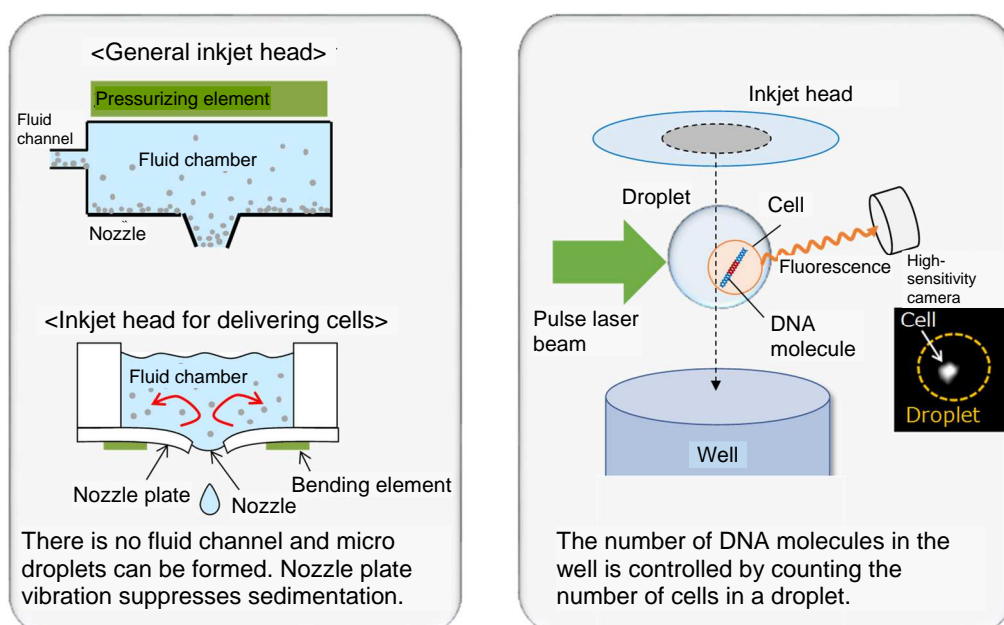 <General inkjet head>
Pressurizing element
Fluid
channel
Fluid chamber
Nozzle
<Inkjet head for delivering cells>
Fluid chamber
Nozzle plate
Nozzle
Bending element
There is no fluid channel and micro
droplets can be formed. Nozzle plate
vibration suppresses sedimentation.
Inkjet head
Droplet
Cell
Fluorescence
High-
sensitivity
camera
Pulse laser
beam
DNA
molecule
Cell
Droplet
Well
The number of DNA molecules in the
well is controlled by counting the
number of cells in a droplet.